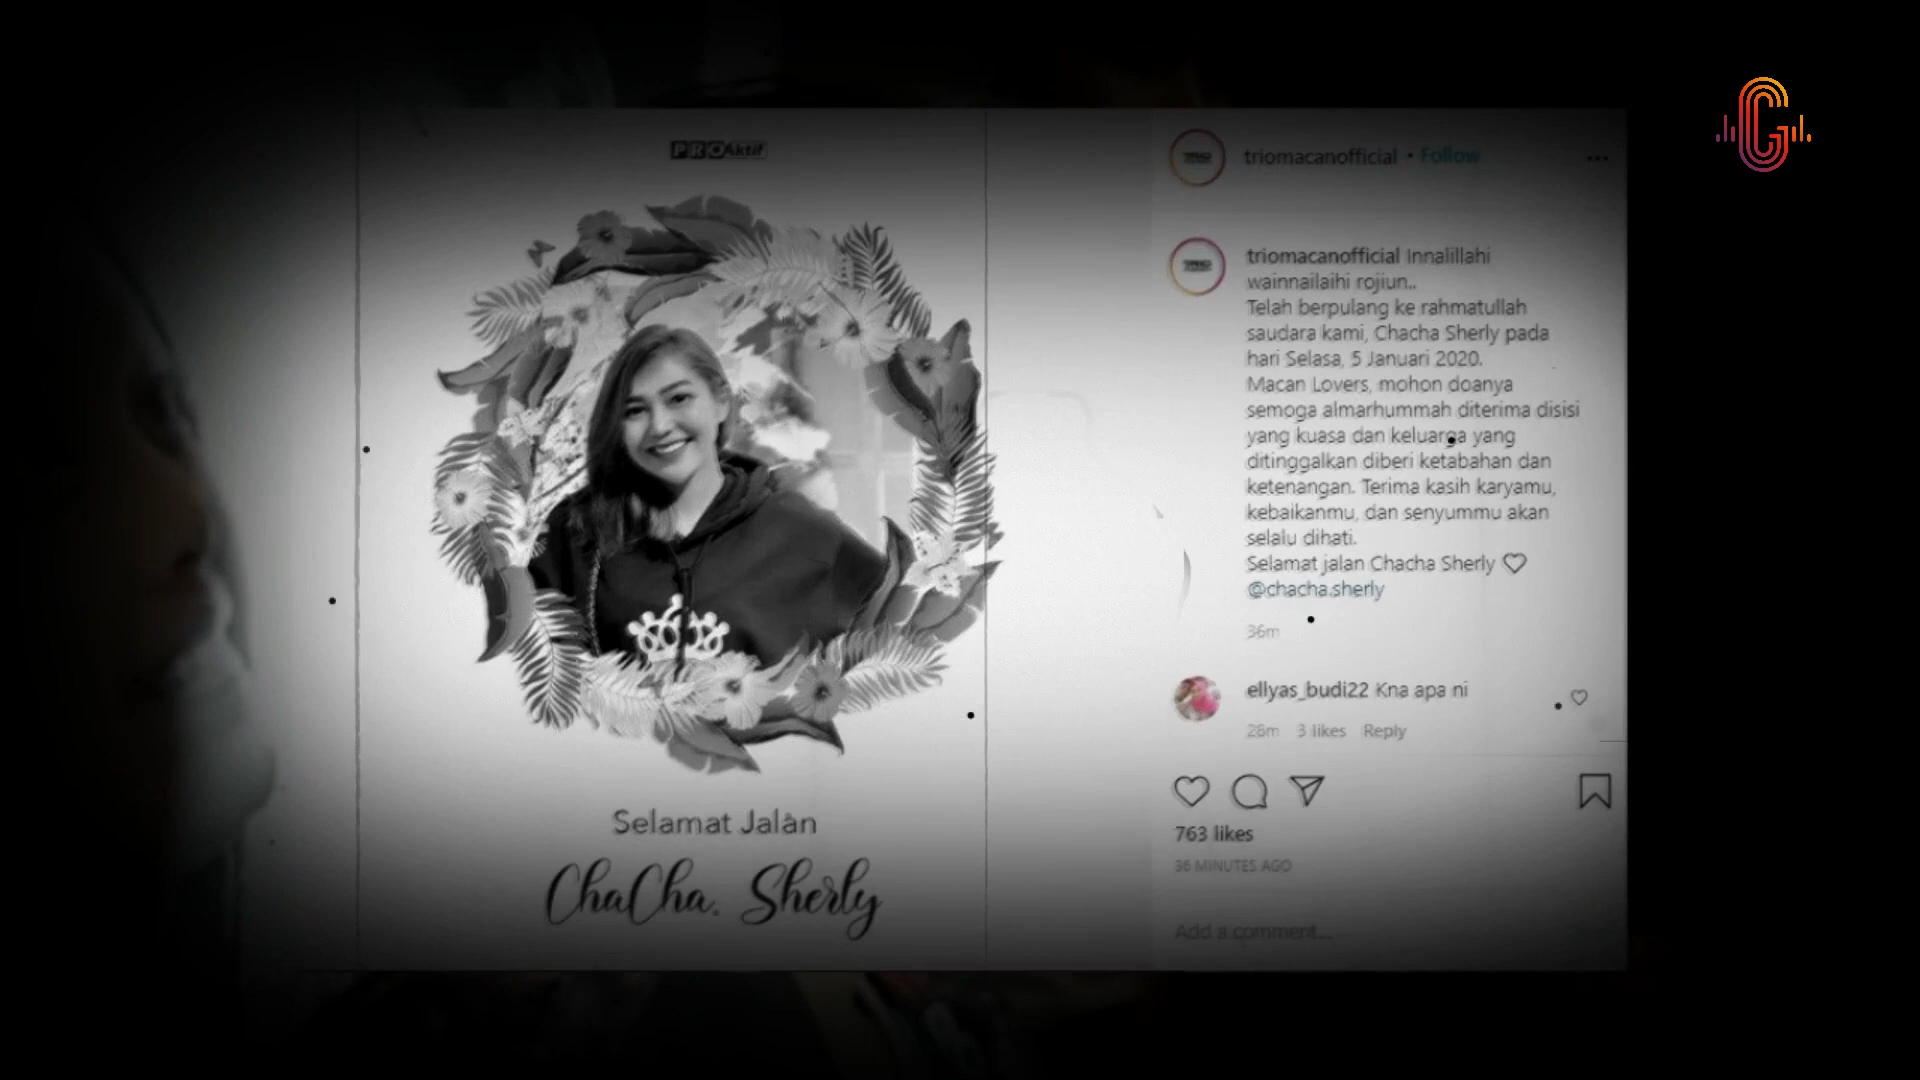 PROAktif
Selamat Jalan
ChaCha. Sherly
triomacanofficial • Follow
triomacanofficial Innalillahi
wainnailaihi rojiun..
Telah berpulang ke rahmatullah
saudara kami, Chacha Sherly pada
hari Selasa, 5 Januari 2020.
Macan Lovers, mohon doanya
semoga almarhummah diterima disisi
yang kuasa dan keluarga yang
ditinggalkan diberi ketabahan dan
ketenangan. Terima kasih karyamu,
kebaikanmu, dan senyummu akan
selalu dihati.
Selamat jalan Chacha Sherly ♡
@chacha.sherly
36m
ellyas_budi22 Kna apa ni
28m 3 likes Reply
763 likes
36 MINUTES AGO
Add a comment...